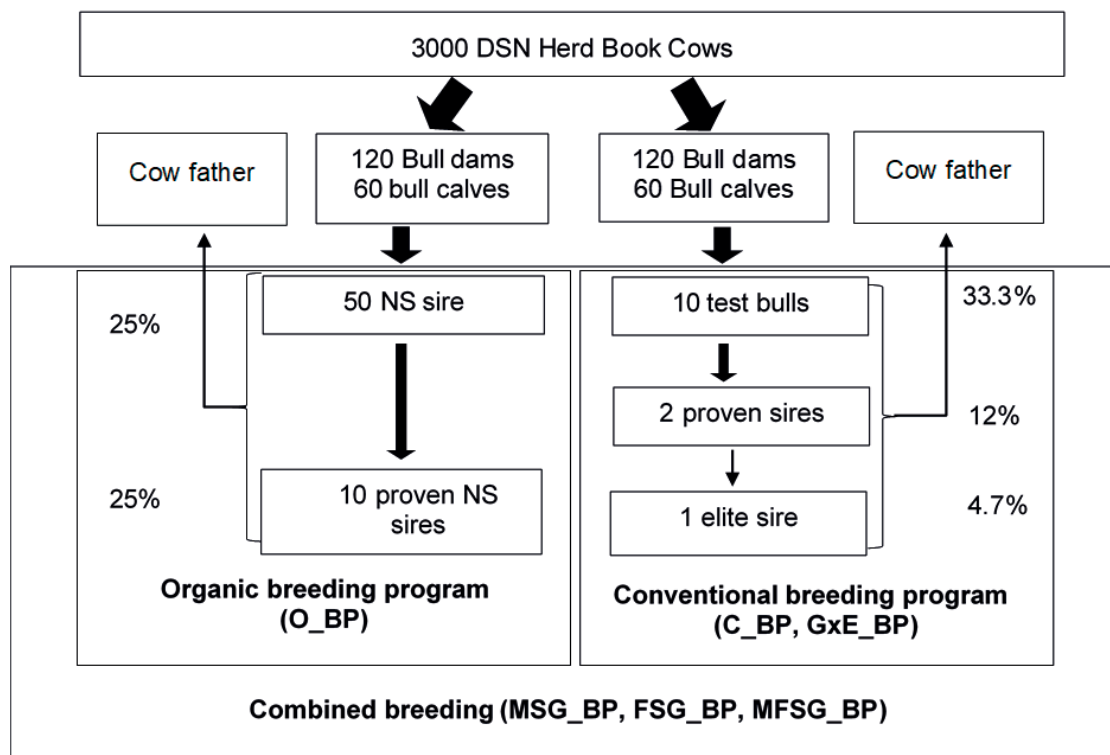 3000 DSN Herd Book Cows
Cow father
120 Bull dams
60 bull calves
120 Bull dams
60 Bull calves
Cow father
25%
50 NS sire
10 test bulls
33.3%
2 proven sires
12%
25%
10 proven NS
sires
1 elite sire
4.7%
Organic breeding program
(O_BP)
Conventional breeding program
(C_BP, GxE_BP)
Combined breeding (MSG_BP, FSG_BP, MFSG_BP)